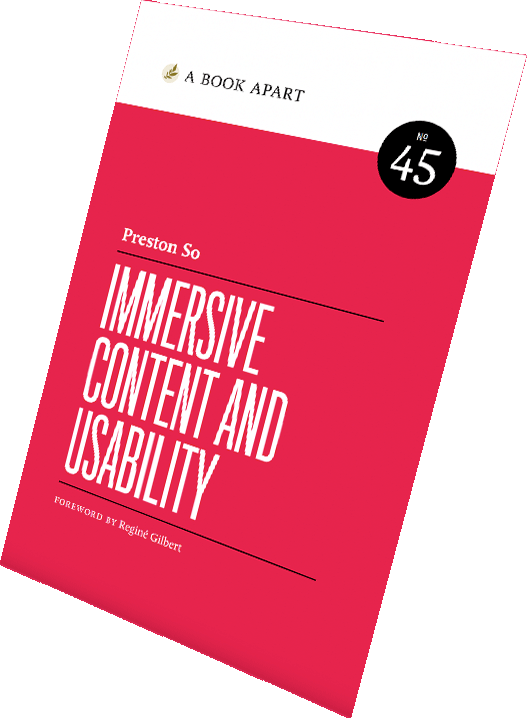 A BOOK APART
Nº
45
Preston So
IMMERSIVE
CONTENT AND
USABILITY
FOREWORD BY Reginé Gilbert